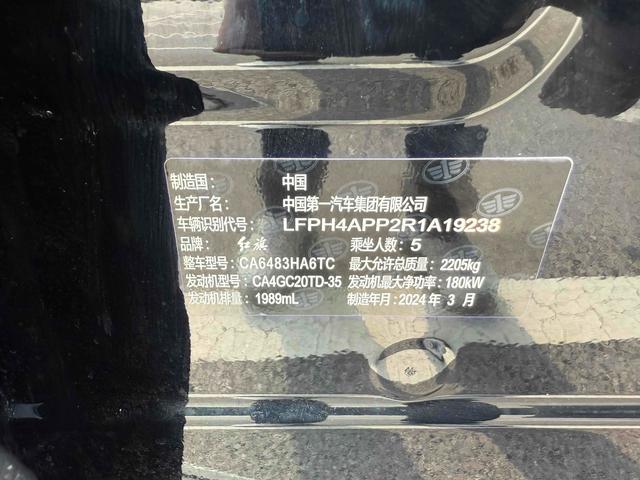 制造国： 中国
生产厂名： 中国第一汽车集团有限公司
车辆识别代号： LFPH4APP2R1A19238
品牌： 红旗 乘坐人数：5
整车型号：CA6483HA6TC 最大允许总质量：2205kg
发动机型号：CA4GC20TD-35 发动机最大净功率：180kW
发动机排量：1989mL 制造年月：2024年 3 月